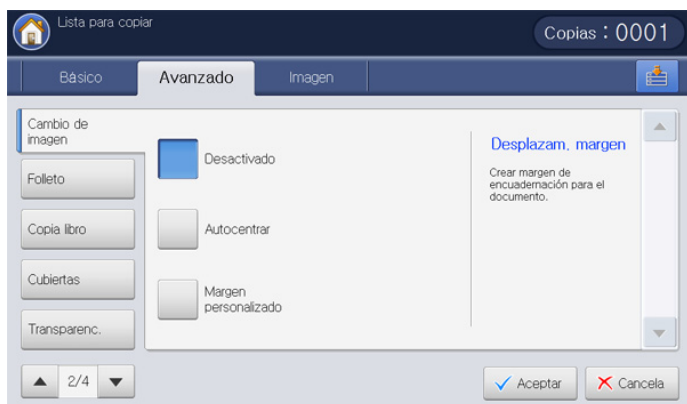 Lista para copiar
Copias : 0001
Básico
Avanzado
Imagen
Cambio de
imagen
Folleto
Copia libro
Cubiertas
Transparenc.
2/4
Desactivado
Autocentrar
Margen
personalizado
Desplazam, margen
Crear margen de
encuadernación para el
documento.
Aceptar
Cancela